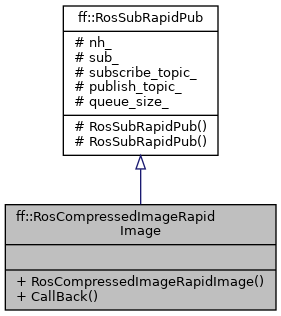 ff::RosSubRapidPub
# nh_
# sub_
# subscribe_topic_
# publish_topic_
# queue_size_
# RosSubRapidPub()
# RosSubRapidPub()
ff::RosCompressedImageRapid
Image
+ RosCompressedImageRapidImage()
+ CallBack()